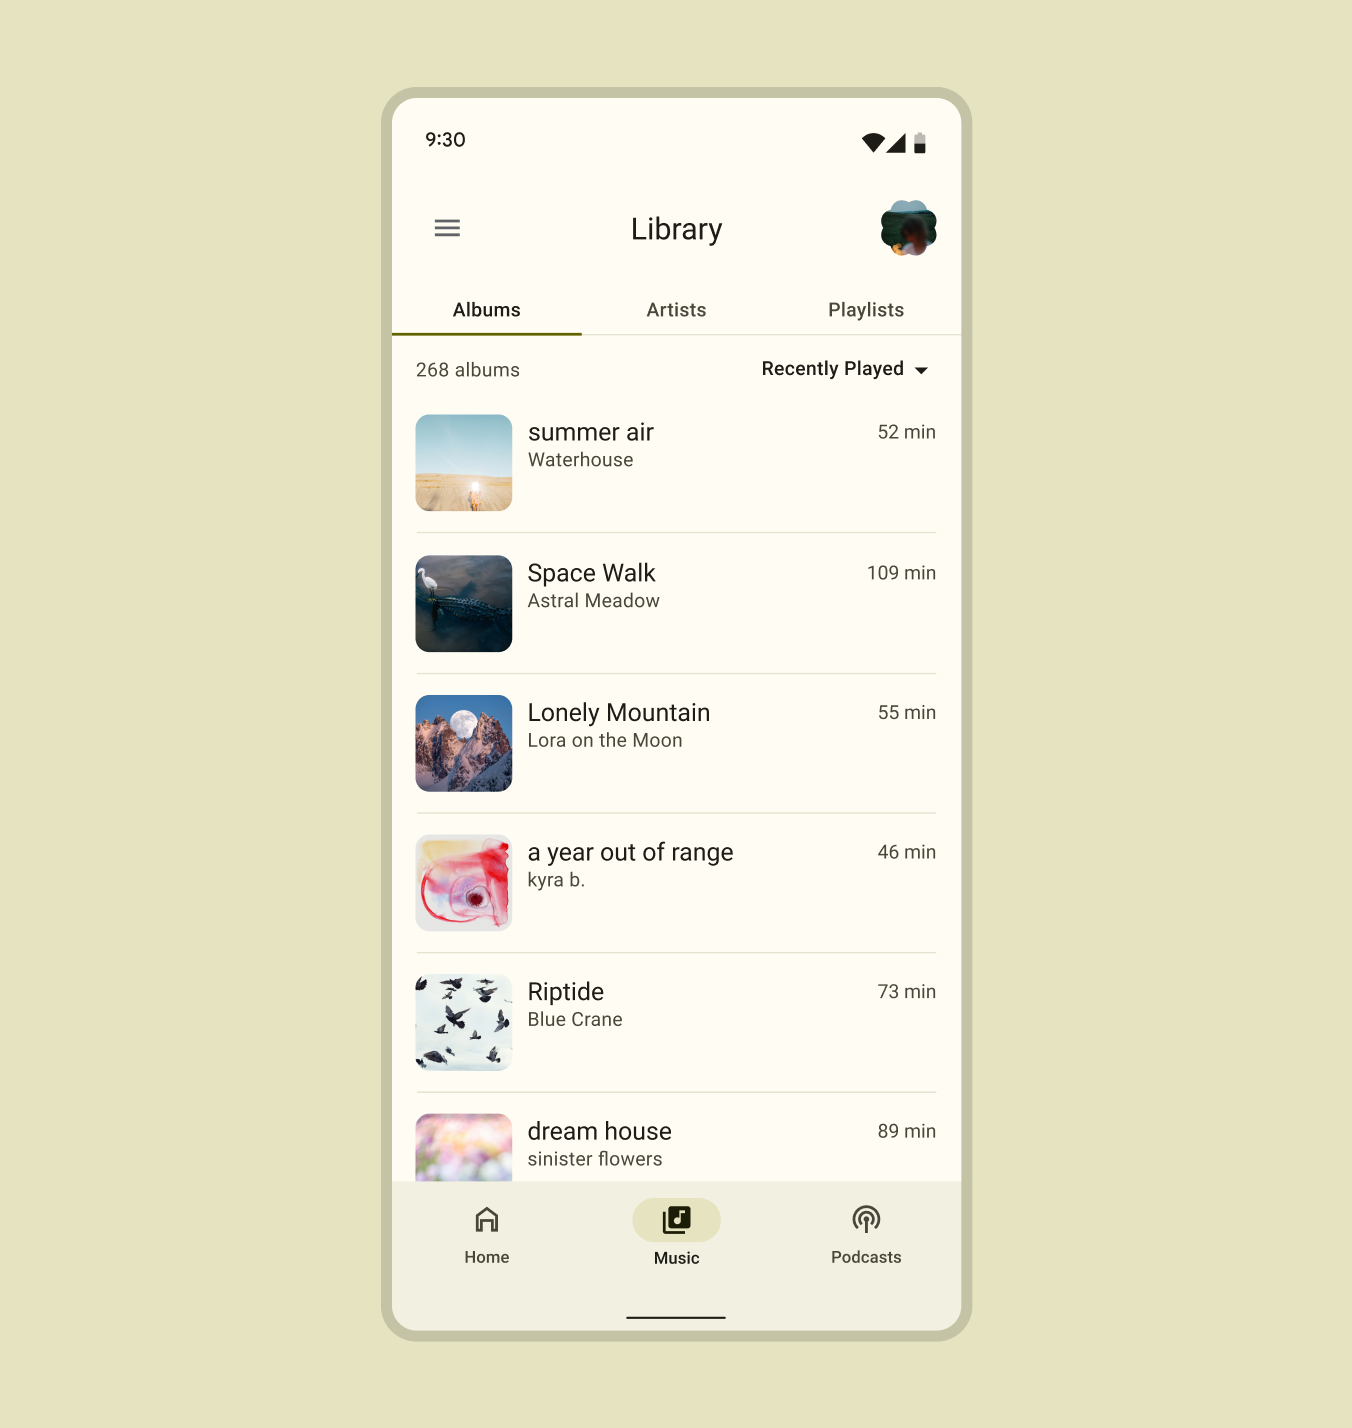 9:30
Library
Albums Artists Playlists
268 albums Recently Played
summer air 52 min
Waterhouse
Space Walk 109 min
Astral Meadow
Lonely Mountain 55 min
Lora on the Moon
a year out of range 46 min
kyra b.
Riptide 73 min
Blue Crane
dream house 89 min
sinister flowers
Home Music Podcasts